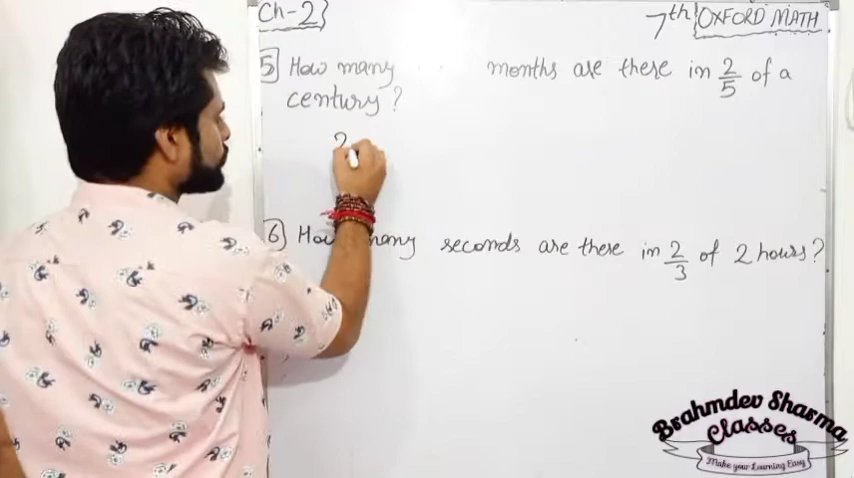 Ch-2
7th OXFORD MATH
5 How many months are there in 2/5 of a
century?
2
6 How many seconds are there in 2/3 of 2 hours?
Brahmdev Sharma
Classes
Make your Learning Easy